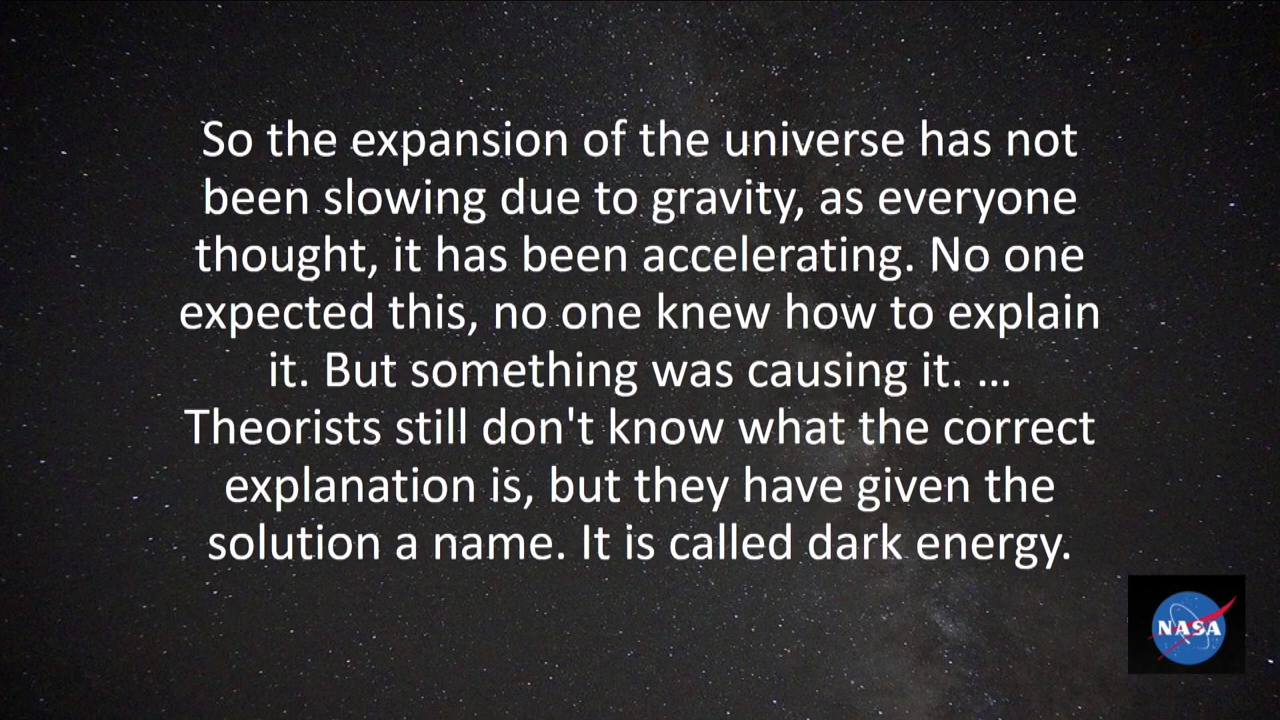 So the expansion of the universe has not
been slowing due to gravity, as everyone
thought, it has been accelerating. No one
expected this, no one knew how to explain
it. But something was causing it. ...
Theorists still don't know what the correct
explanation is, but they have given the
solution a name. It is called dark energy.
NASA